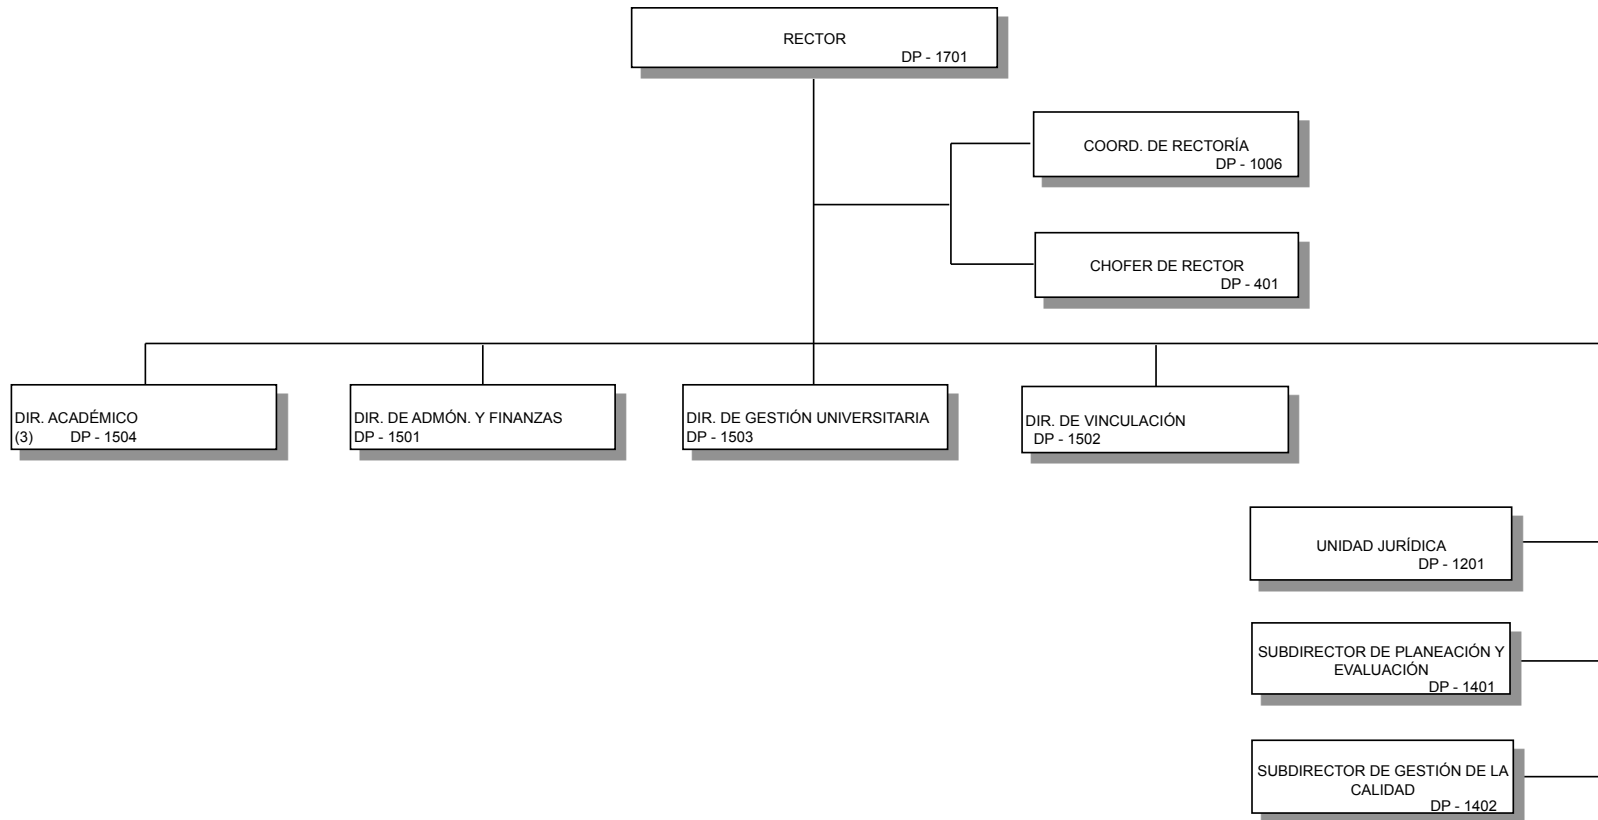 RECTOR
DP - 1701
COORD. DE RECTORÍA
DP - 1006
CHOFER DE RECTOR
DP - 401
DIR. ACADÉMICO
(3) DP - 1504
DIR. DE ADMÓN. Y FINANZAS
DP - 1501
DIR. DE GESTIÓN UNIVERSITARIA
DP - 1503
DIR. DE VINCULACIÓN
DP - 1502
UNIDAD JURÍDICA
DP - 1201
SUBDIRECTOR DE PLANEACIÓN Y
EVALUACIÓN
DP - 1401
SUBDIRECTOR DE GESTIÓN DE LA
CALIDAD
DP - 1402